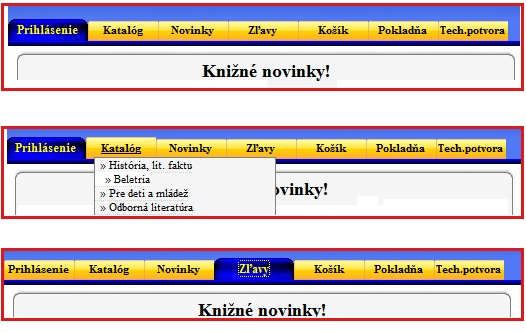 Prihlásenie Katalóg Novinky Zľavy Košík Pokladňa Tech.potvora
Knižné novinky!
Prihlásenie Katalóg Novinky Zľavy Košík Pokladňa Tech.potvora
» História, lit. faktu
» Beletria
» Pre deti a mládež
» Odborná literatúra
novinky!
Prihlásenie Katalóg Novinky Zľavy Košík Pokladňa Tech.potvora
Knižné novinky!